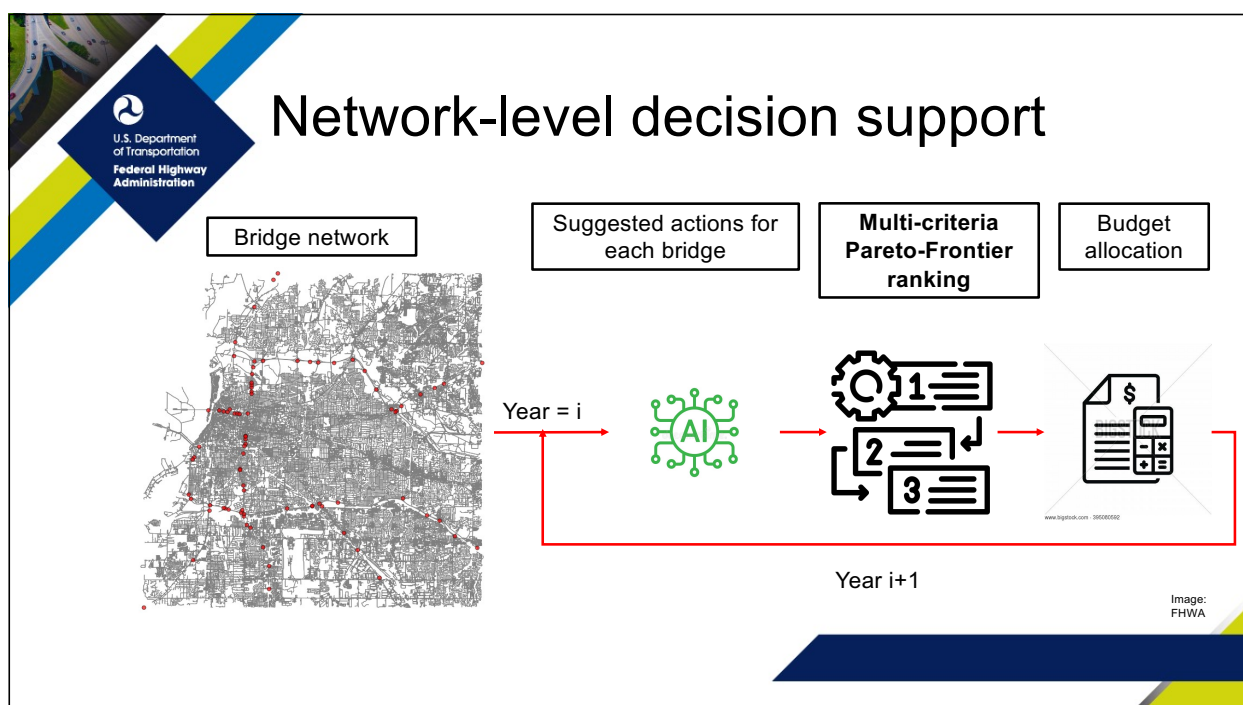 U.S. Department
of Transportation
Federal Highway
Administration
Network-level decision support
Bridge network
Suggested actions for
each bridge
Multi-criteria
Pareto-Frontier
ranking
Budget
allocation
Year = i
AI
1
2
3
$
www.bigstock.com - 395080592
Year i+1
Image:
FHWA